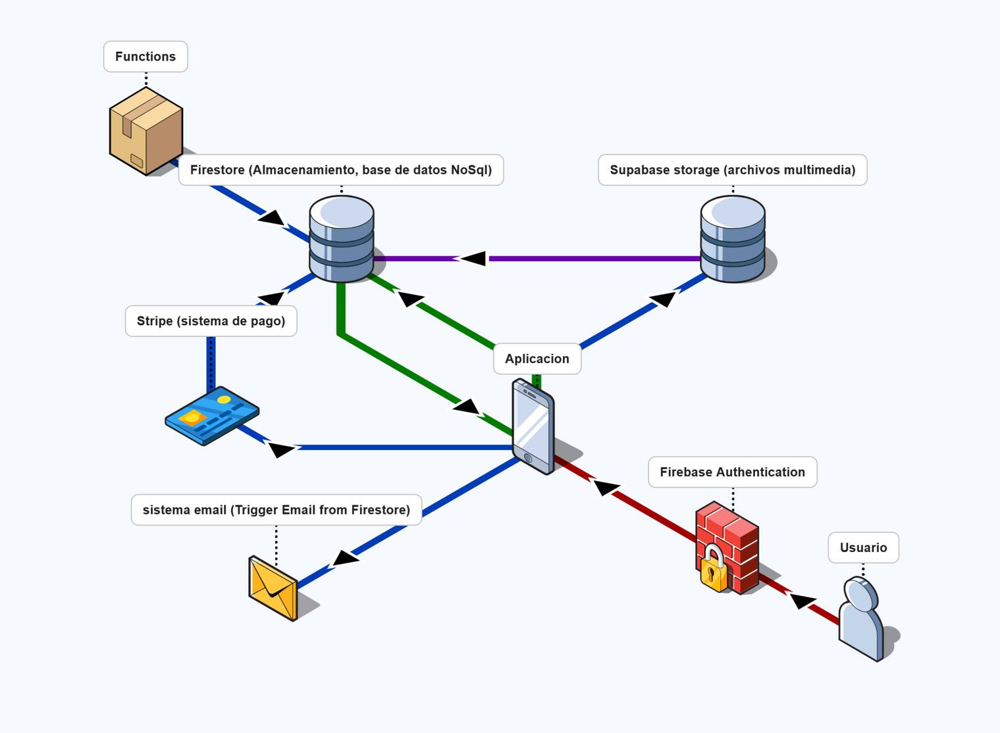 Functions
Firestore (Almacenamiento, base de datos NoSql)
Supabase storage (archivos multimedia)
Stripe (sistema de pago)
Aplicacion
Firebase Authentication
sistema email (Trigger Email from Firestore)
Usuario